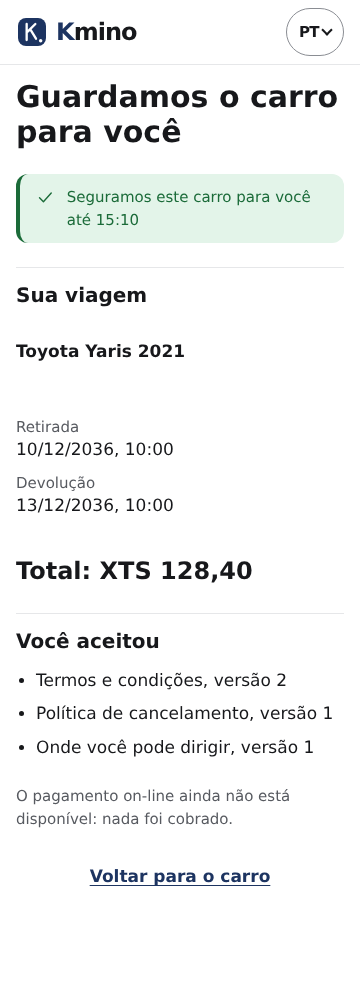 K. Kmino
PT
Guardamos o carro
para você
Seguramos este carro para você
até 15:10
Sua viagem
Toyota Yaris 2021
Retirada
10/12/2036, 10:00
Devolução
13/12/2036, 10:00
Total: XTS 128,40
Você aceitou
• Termos e condições, versão 2
• Política de cancelamento, versão 1
• Onde você pode dirigir, versão 1
O pagamento on-line ainda não está
disponível: nada foi cobrado.
Voltar para o carro